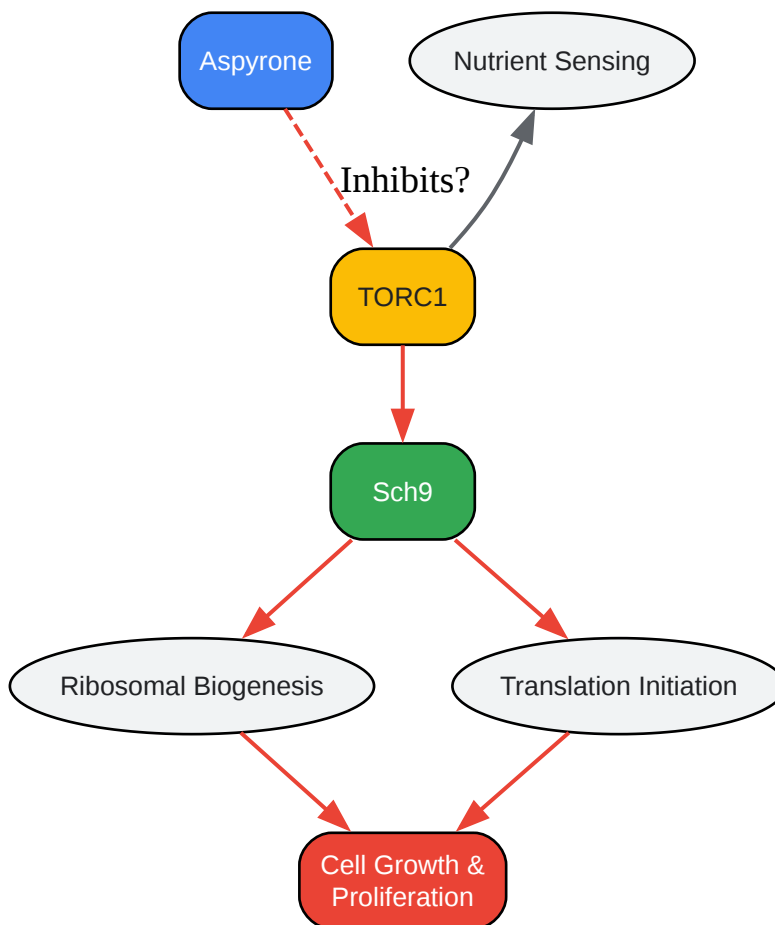 Aspyrone
Nutrient Sensing
Inhibits?
TORC1
Sch9
Ribosomal Biogenesis
Translation Initiation
Cell Growth &
Proliferation